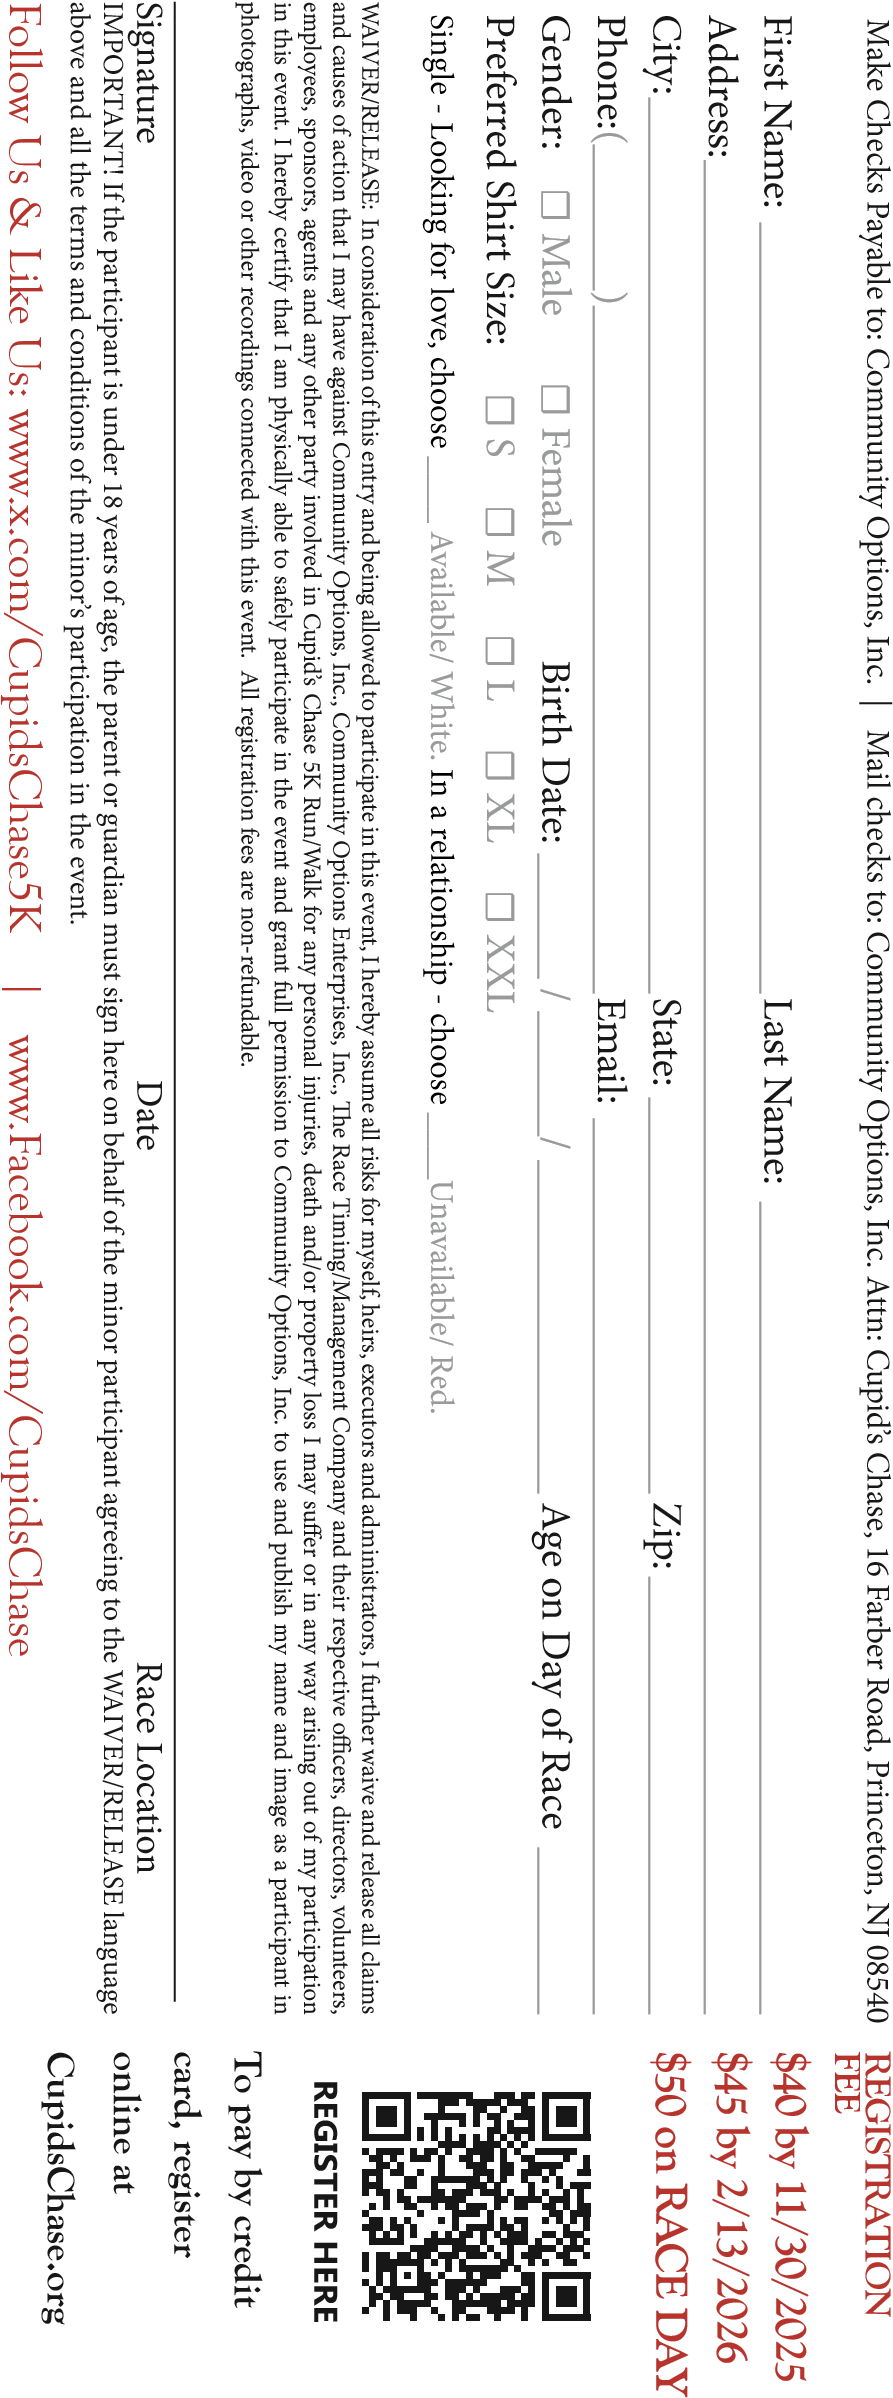 Make Checks Payable to: Community Options, Inc. | Mail checks to: Community Options, Inc. Attn: Cupid's Chase, 16 Farber Road, Princeton, NJ 08540
First Name: Last Name:
Address:
City: State: Zip:
Phone:( ) Email:
Gender: ☐ Male ☐ Female Birth Date: ____ / ____ / ____ Age on Day of Race ____
Preferred Shirt Size: ☐ S ☐ M ☐ L ☐ XL ☐ XXL
Single - Looking for love, choose ____ Available/ White. In a relationship - choose ____Unavailable/ Red.
WAIVER/RELEASE: In consideration of this entry and being allowed to participate in this event, I hereby assume all risks for myself, heirs, executors and administrators, I further waive and release all claims
and causes of action that I may have against Community Options, Inc., Community Options Enterprises, Inc., The Race Timing/Management Company and their respective officers, directors, volunteers,
employees, sponsors, agents and any other party involved in Cupid's Chase 5K Run/Walk for any personal injuries, death and/or property loss I may suffer or in any way arising out of my participation
in this event. I hereby certify that I am physically able to safely participate in the event and grant full permission to Community Options, Inc. to use and publish my name and image as a participant in
photographs, video or other recordings connected with this event. All registration fees are non-refundable.
Signature Date Race Location
IMPORTANT! If the participant is under 18 years of age, the parent or guardian must sign here on behalf of the minor participant agreeing to the WAIVER/RELEASE language
above and all the terms and conditions of the minor's participation in the event.
Follow Us & Like Us: www.x.com/CupidsChase5K | www.Facebook.com/CupidsChase
REGISTRATION
FEE
$40 by 11/30/2025
$45 by 2/13/2026
$50 on RACE DAY
REGISTER HERE
To pay by credit
card, register
online at
CupidsChase.org